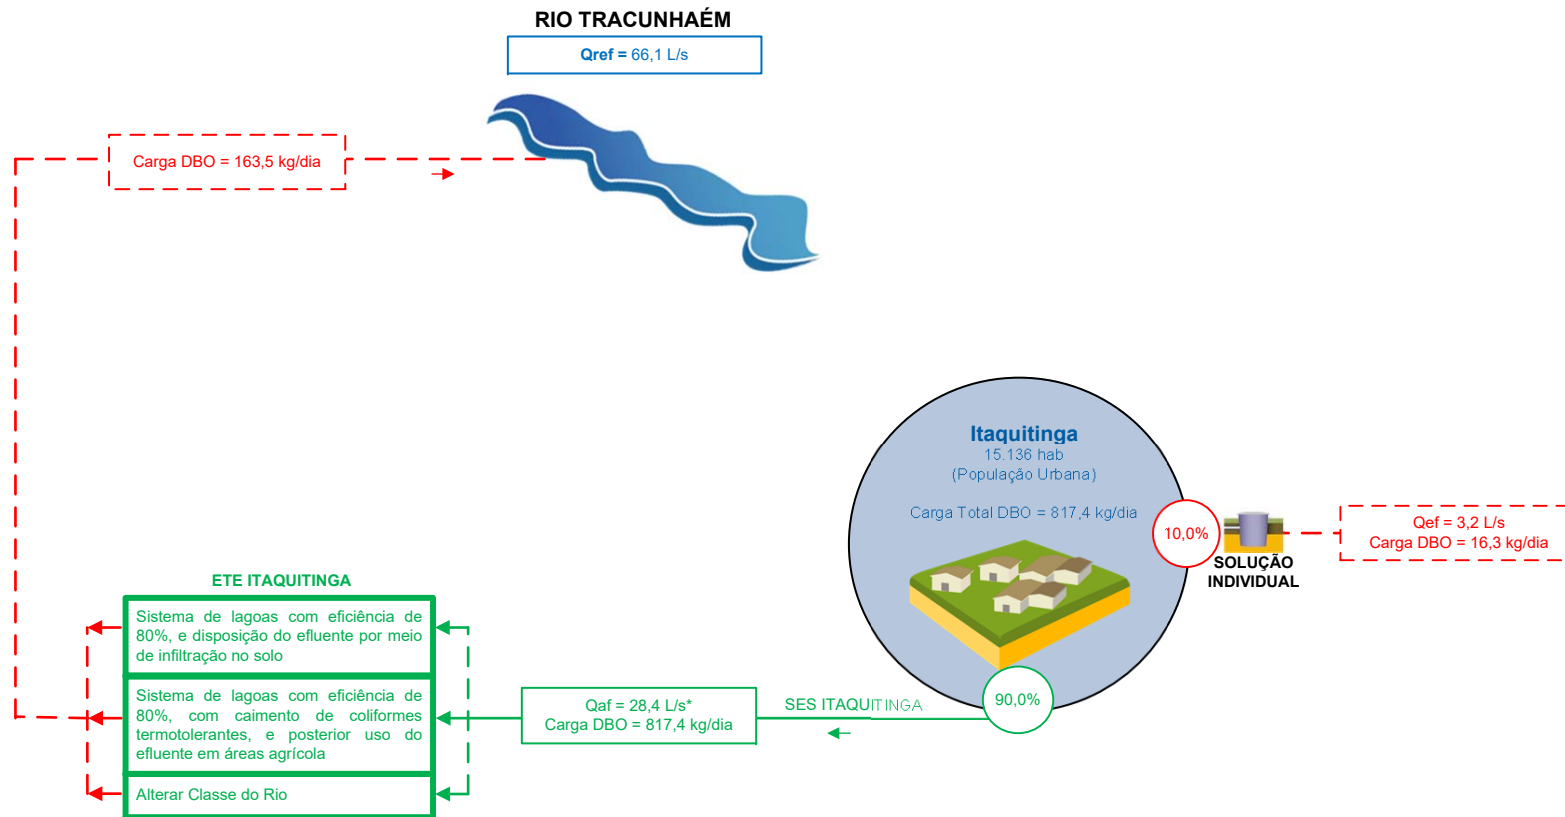 RIO TRACUNHAÉM
Qref = 66,1 L/s
Carga DBO = 163,5 kg/dia
Itaquitinga
15.136 hab
(População Urbana)
Carga Total DBO = 817,4 kg/dia
10,0%
SOLUÇÃO
INDIVIDUAL
Qef = 3,2 L/s
Carga DBO = 16,3 kg/dia
90,0%
SES ITAQUITINGA
Qaf = 28,4 L/s*
Carga DBO = 817,4 kg/dia
ETE ITAQUITINGA
Sistema de lagoas com eficiência de
80%, e disposição do efluente por meio
de infiltração no solo
Sistema de lagoas com eficiência de
80%, com caimento de coliformes
termotolerantes, e posterior uso do
efluente em áreas agrícola
Alterar Classe do Rio